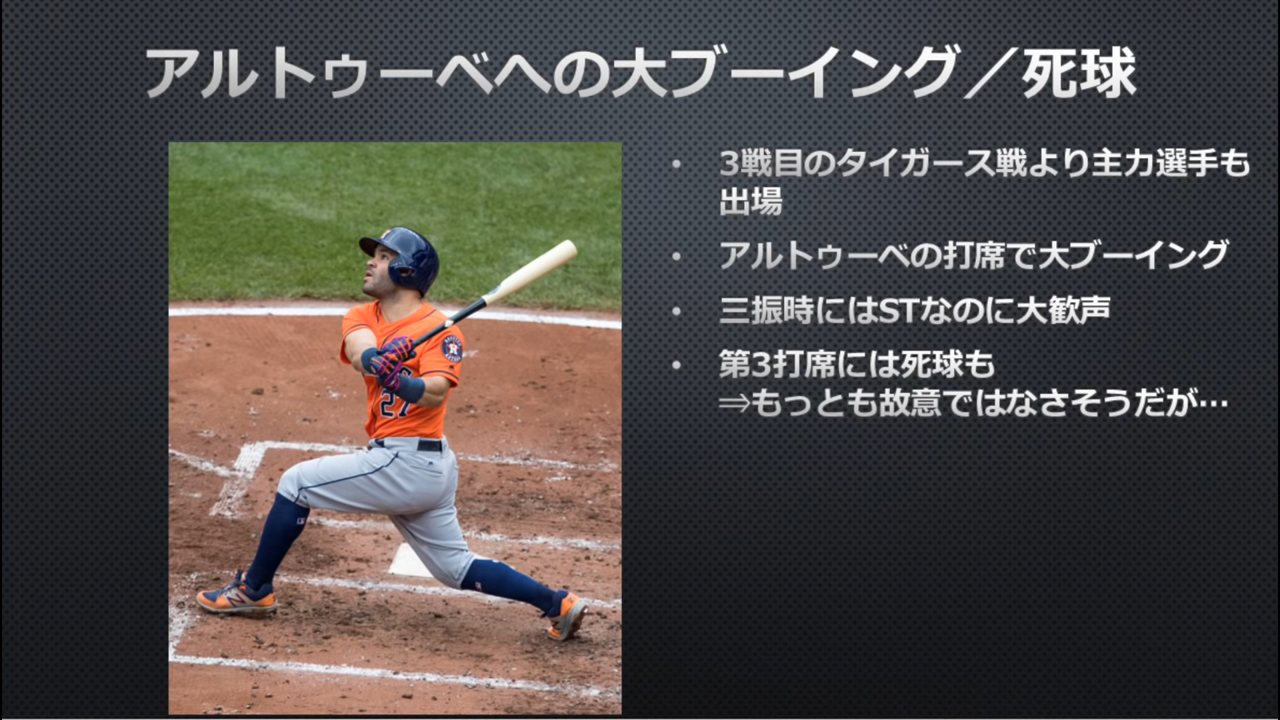 アルトゥーベへの大ブーイング／死球
• 3戦目のタイガース戦より主力選手も
出場
• アルトゥーベの打席で大ブーイング
• 三振時にはSTなのに大歓声
• 第3打席には死球も
⇒もっとも故意ではなさそうだが…
27